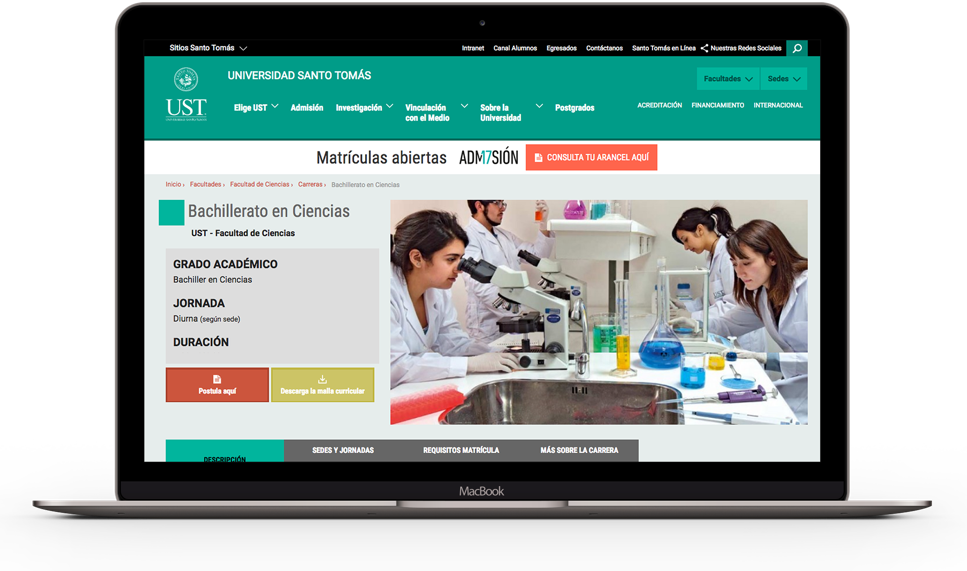 Sitios Santo Tomás
Intranet Canal Alumnos Egresados Contáctanos Santo Tomás en Línea Nuestras Redes Sociales
UNIVERSIDAD SANTO TOMÁS
Facultades Sedes
UST
Elige UST Admisión Investigación Vinculación con el Medio Sobre la Universidad Postgrados
ACREDITACIÓN FINANCIAMIENTO INTERNACIONAL
Matrículas abiertas ADM17SIÓN CONSULTA TU ARANCEL AQUÍ
Inicio › Facultades › Facultad de Ciencias › Carreras › Bachillerato en Ciencias
Bachillerato en Ciencias
UST - Facultad de Ciencias
GRADO ACADÉMICO
Bachiller en Ciencias
JORNADA
Diurna (según sede)
DURACIÓN
Postula aquí
Descarga la malla curricular
DESCRIPCIÓN
SEDES Y JORNADAS
REQUISITOS MATRÍCULA
MÁS SOBRE LA CARRERA
MacBook